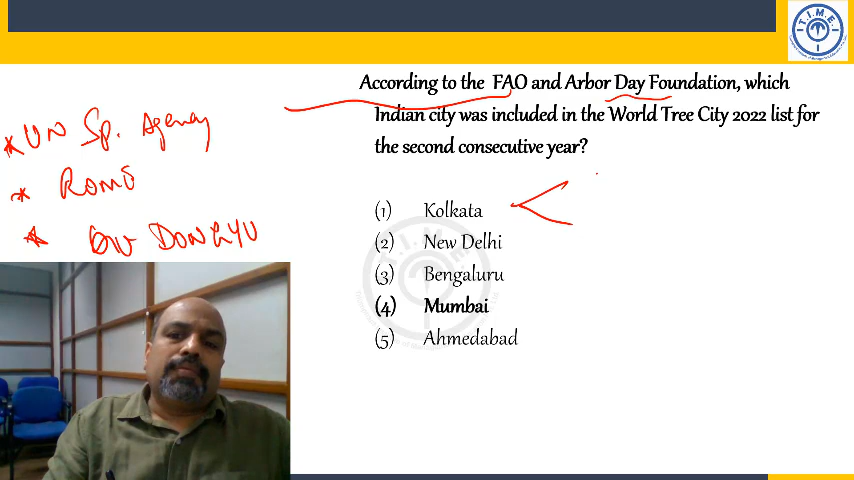 T.I.M.E.
According to the FAO and Arbor Day Foundation, which
Indian city was included in the World Tree City 2022 list for
the second consecutive year?
* UN Sp. Agency
* ROME
* QU DONGYU
(1) Kolkata
(2) New Delhi
(3) Bengaluru
(4) Mumbai
(5) Ahmedabad